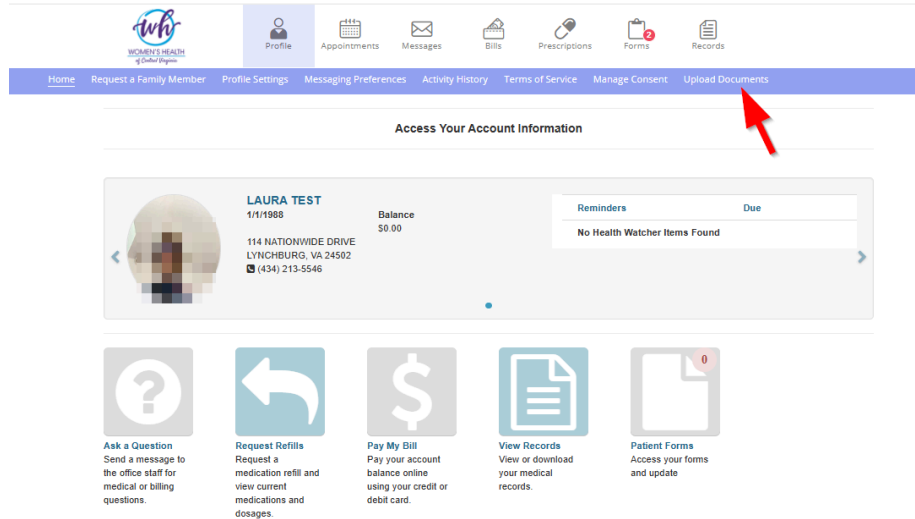 wh
WOMEN'S HEALTH
of Central Virginia
Profile
Appointments
Messages
Bills
Prescriptions
2
Forms
Records
Home Request a Family Member Profile Settings Messaging Preferences Activity History Terms of Service Manage Consent Upload Documents
Access Your Account Information
LAURA TEST
1/1/1988
114 NATIONWIDE DRIVE
LYNCHBURG, VA 24502
(434) 213-5546
Balance
$0.00
Reminders Due
No Health Watcher Items Found
?
Ask a Question
Send a message to
the office staff for
medical or billing
questions.
Request Refills
Request a
medication refill and
view current
medications and
dosages.
$
Pay My Bill
Pay your account
balance online
using your credit or
debit card.
View Records
View or download
your medical
records.
0
Patient Forms
Access your forms
and update